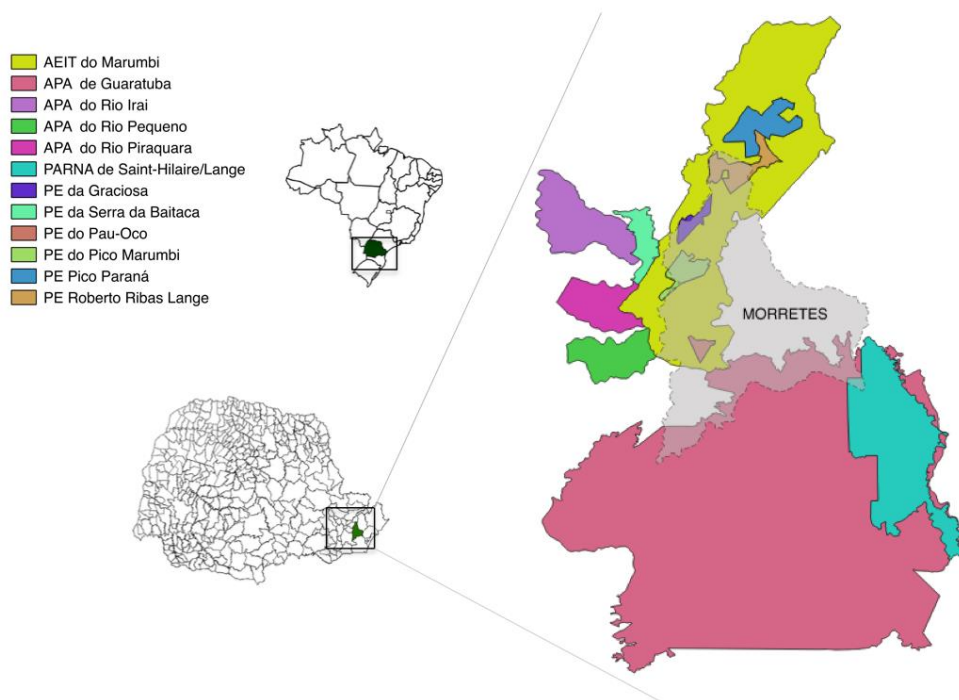 AEIT do Marumbi
APA de Guaratuba
APA do Rio Irai
APA do Rio Pequeno
APA do Rio Piraquara
PARNA de Saint-Hilaire/Lange
PE da Graciosa
PE da Serra da Baitaca
PE do Pau-Oco
PE do Pico Marumbi
PE Pico Paraná
PE Roberto Ribas Lange
MORRETES